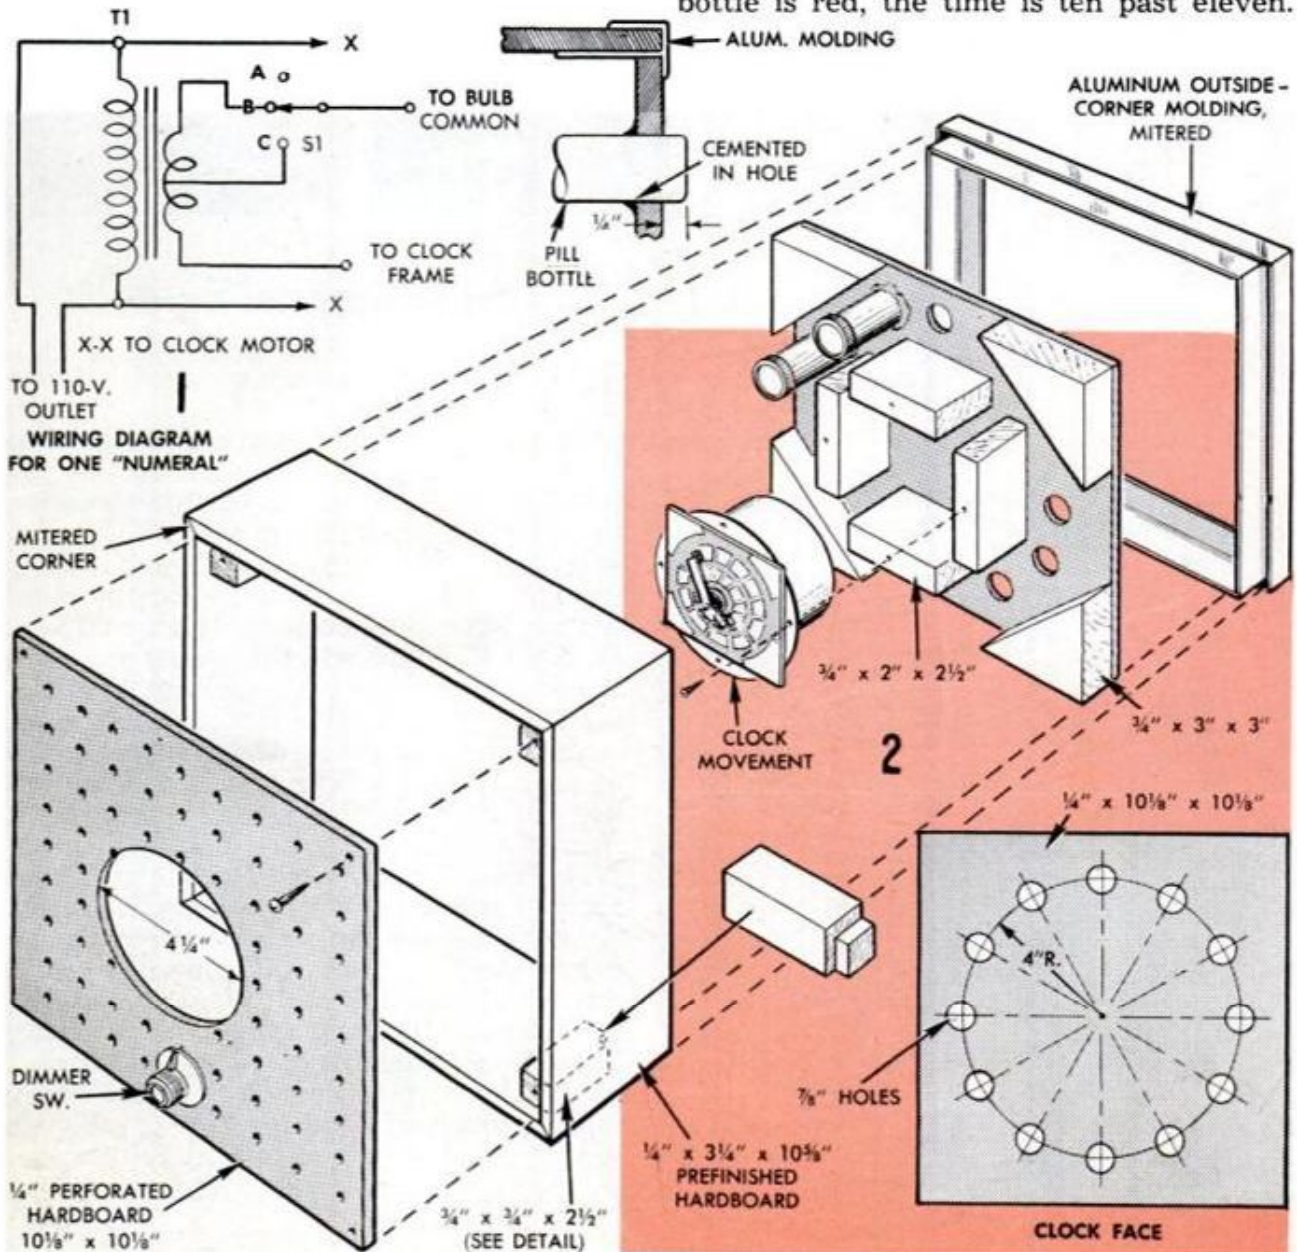 bottle is red, the time is ten past eleven.
T1
X
A
B
C
S1
TO BULB
COMMON
TO CLOCK
FRAME
X
X-X TO CLOCK MOTOR
TO 110-V.
OUTLET
1
WIRING DIAGRAM
FOR ONE "NUMERAL"
ALUM. MOLDING
CEMENTED
IN HOLE
PILL
BOTTLE
ALUMINUM OUTSIDE-
CORNER MOLDING,
MITERED
MITERED
CORNER
¾" x 2" x 2½"
¾" x 3" x 3"
CLOCK
MOVEMENT
2
4¼"
DIMMER
SW.
¼" PERFORATED
HARDBOARD
10⅛" x 10⅛"
¾" x ¾" x 2½"
(SEE DETAIL)
¼" x 3¼" x 10⅝"
PREFINISHED
HARDBOARD
¼" x 10⅛" x 10⅛"
4"R.
⅞" HOLES
CLOCK FACE